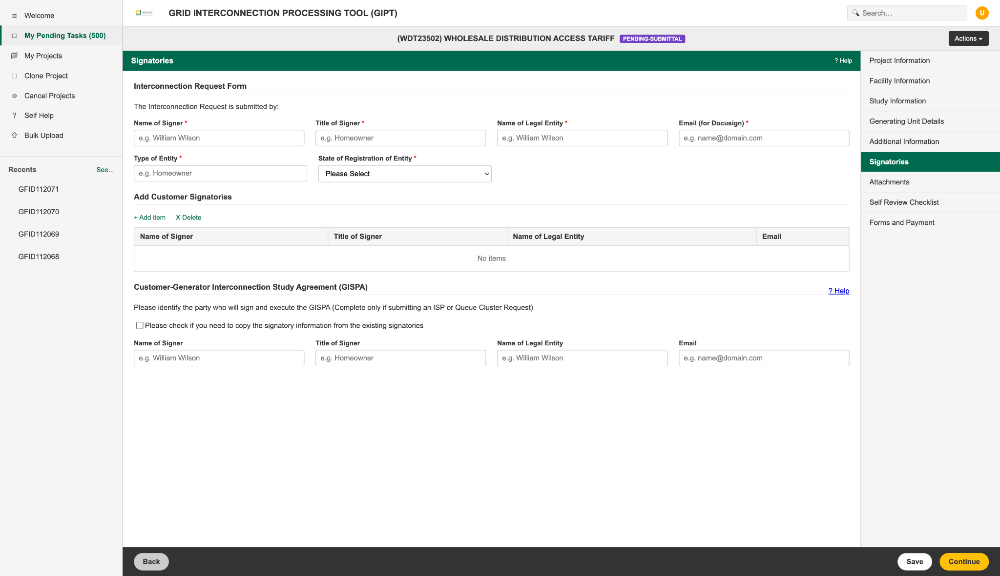 Welcome
My Pending Tasks (500)
My Projects
Clone Project
Cancel Projects
? Self Help
Bulk Upload
Recents See...
GFID112071
GFID112070
GFID112069
GFID112068
EDISON
GRID INTERCONNECTION PROCESSING TOOL (GIPT)
Search...
U
(WDT23502) WHOLESALE DISTRIBUTION ACCESS TARIFF PENDING-SUBMITTAL
Actions
Signatories ? Help
Interconnection Request Form
The Interconnection Request is submitted by:
Name of Signer * Title of Signer * Name of Legal Entity * Email (for Docusign) *
e.g. William Wilson e.g. Homeowner e.g. William Wilson e.g. name@domain.com
Type of Entity * State of Registration of Entity *
e.g. Homeowner Please Select
Add Customer Signatories
+ Add item X Delete
Name of Signer Title of Signer Name of Legal Entity Email
No items
Customer-Generator Interconnection Study Agreement (GISPA)
? Help
Please identify the party who will sign and execute the GISPA (Complete only if submitting an ISP or Queue Cluster Request)
Please check if you need to copy the signatory information from the existing signatories
Name of Signer Title of Signer Name of Legal Entity Email
e.g. William Wilson e.g. Homeowner e.g. William Wilson e.g. name@domain.com
Back Save Continue
Project Information
Facility Information
Study Information
Generating Unit Details
Additional Information
Signatories
Attachments
Self Review Checklist
Forms and Payment